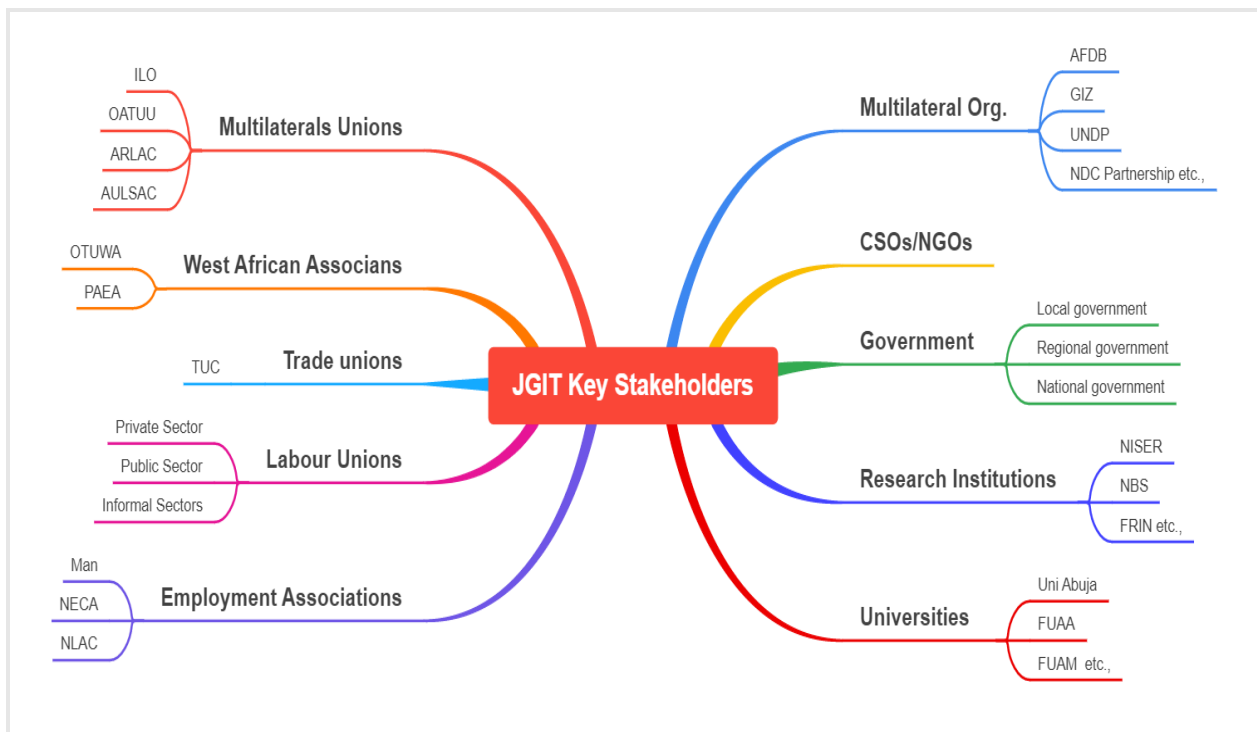 JGIT Key Stakeholders
Multilaterals Unions
ILO
OATUU
ARLAC
AULSAC
West African Associans
OTUWA
PAEA
Trade unions
TUC
Labour Unions
Private Sector
Public Sector
Informal Sectors
Employment Associations
Man
NECA
NLAC
Multilateral Org.
AFDB
GIZ
UNDP
NDC Partnership etc.,
CSOs/NGOs
Government
Local government
Regional government
National government
Research Institutions
NISER
NBS
FRIN etc.,
Universities
Uni Abuja
FUAA
FUAM  etc.,